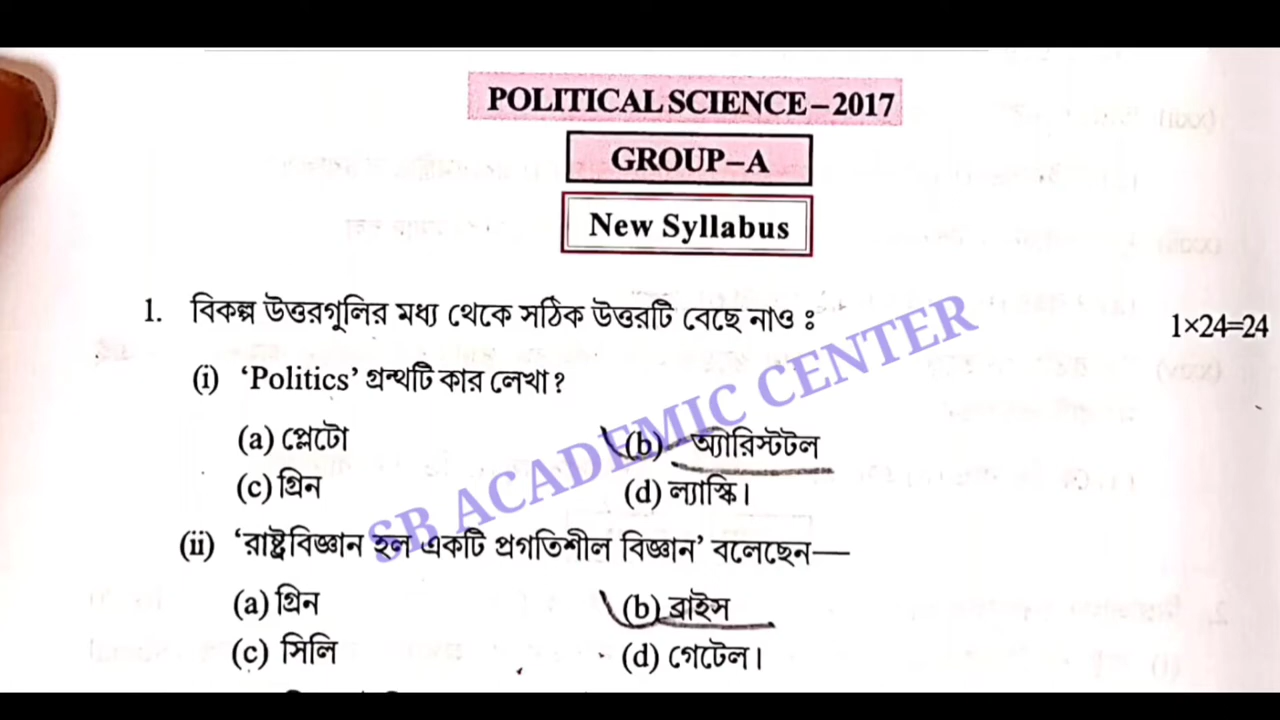 POLITICAL SCIENCE–2017
GROUP–A
New Syllabus
1. বিকল্প উত্তরগুলির মধ্য থেকে সঠিক উত্তরটি বেছে নাও ঃ 1×24=24
(i) ‘Politics’ গ্রন্থটি কার লেখা?
(a) প্লেটো (b) অ্যারিস্টটল
(c) গ্রিন (d) ল্যাস্কি।
SB ACADEMIC CENTER
(ii) ‘রাষ্ট্রবিজ্ঞান হল একটি প্রগতিশীল বিজ্ঞান’ বলেছেন—
(a) গ্রিন (b) ব্রাইস
(c) সিলি (d) গেটেল।